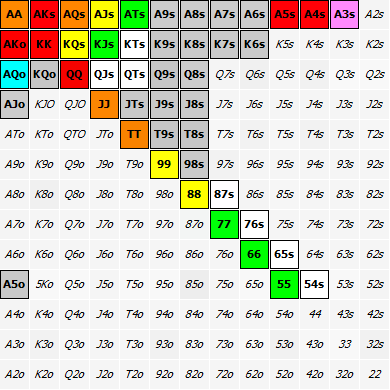 AA AKs AQs AJs ATs A9s A8s A7s A6s A5s A4s A3s A2s
AKo KK KQs KJs KTs K9s K8s K7s K6s K5s K4s K3s K2s
AQo KQo QQ QJs QTs Q9s Q8s Q7s Q6s Q5s Q4s Q3s Q2s
AJo KJO QJO JJ JTs J9s J8s J7s J6s J5s J4s J3s J2s
ATo KTo QTO JTo TT T9s T8s T7s T6s T5s T4s T3s T2s
A9o K9o Q9o J9o T9o 99 98s 97s 96s 95s 94s 93s 92s
A8o K8o Q8o J8o T8o 98o 88 87s 86s 85s 84s 83s 82s
A7o K7o Q7o J7o T7o 97o 87o 77 76s 75s 74s 73s 72s
A6o K6o Q6o J6o T6o 96o 86o 76o 66 65s 64s 63s 62s
A5o 5Ko Q5o J5o T5o 95o 85o 75o 65o 55 54s 53s 52s
A4o K4o Q4o J4o T4o 94o 84o 74o 64o 54o 44 43s 42s
A3o K3o Q3o J3o T3o 93o 83o 73o 63o 53o 43o 33 32s
A2o K2o Q2o J2o T2o 92o 82o 72o 62o 52o 42o 32o 22